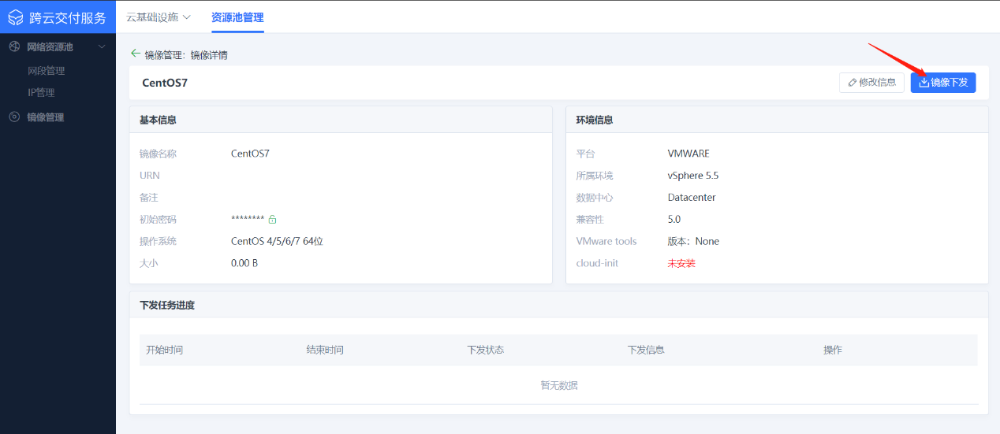 跨云交付服务
云基础设施
资源池管理
网络资源池
网段管理
IP管理
镜像管理
镜像管理：镜像详情
CentOS7
修改信息
镜像下发
基本信息
镜像名称 CentOS7
URN
备注
初始密码 ********
操作系统 CentOS 4/5/6/7 64位
大小 0.00 B
环境信息
平台 VMWARE
所属环境 vSphere 5.5
数据中心 Datacenter
兼容性 5.0
VMware tools 版本：None
cloud-init 未安装
下发任务进度
开始时间 结束时间 下发状态 下发信息 操作
暂无数据